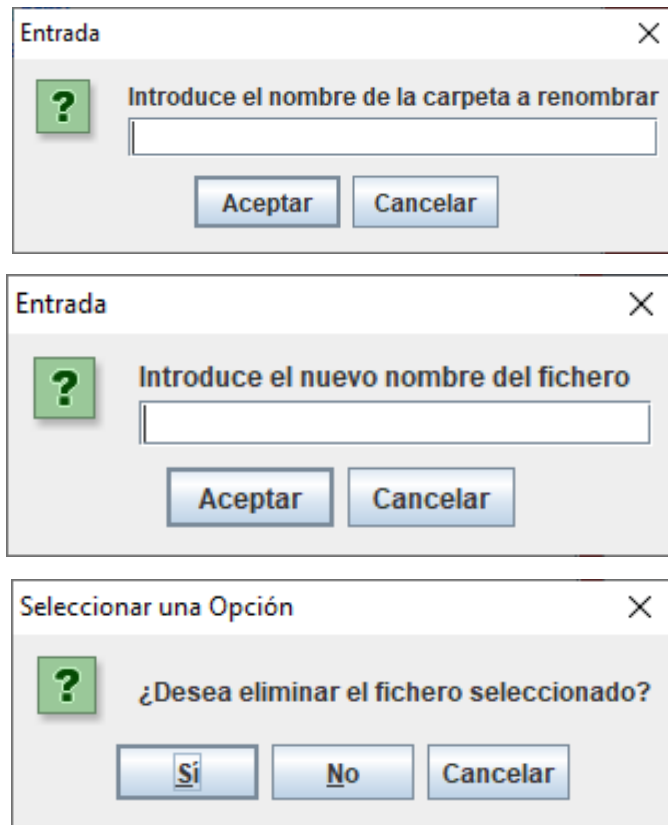 Entrada
Introduce el nombre de la carpeta a renombrar
Aceptar Cancelar
Entrada
Introduce el nuevo nombre del fichero
Aceptar Cancelar
Seleccionar una Opción
¿Desea eliminar el fichero seleccionado?
Sí No Cancelar